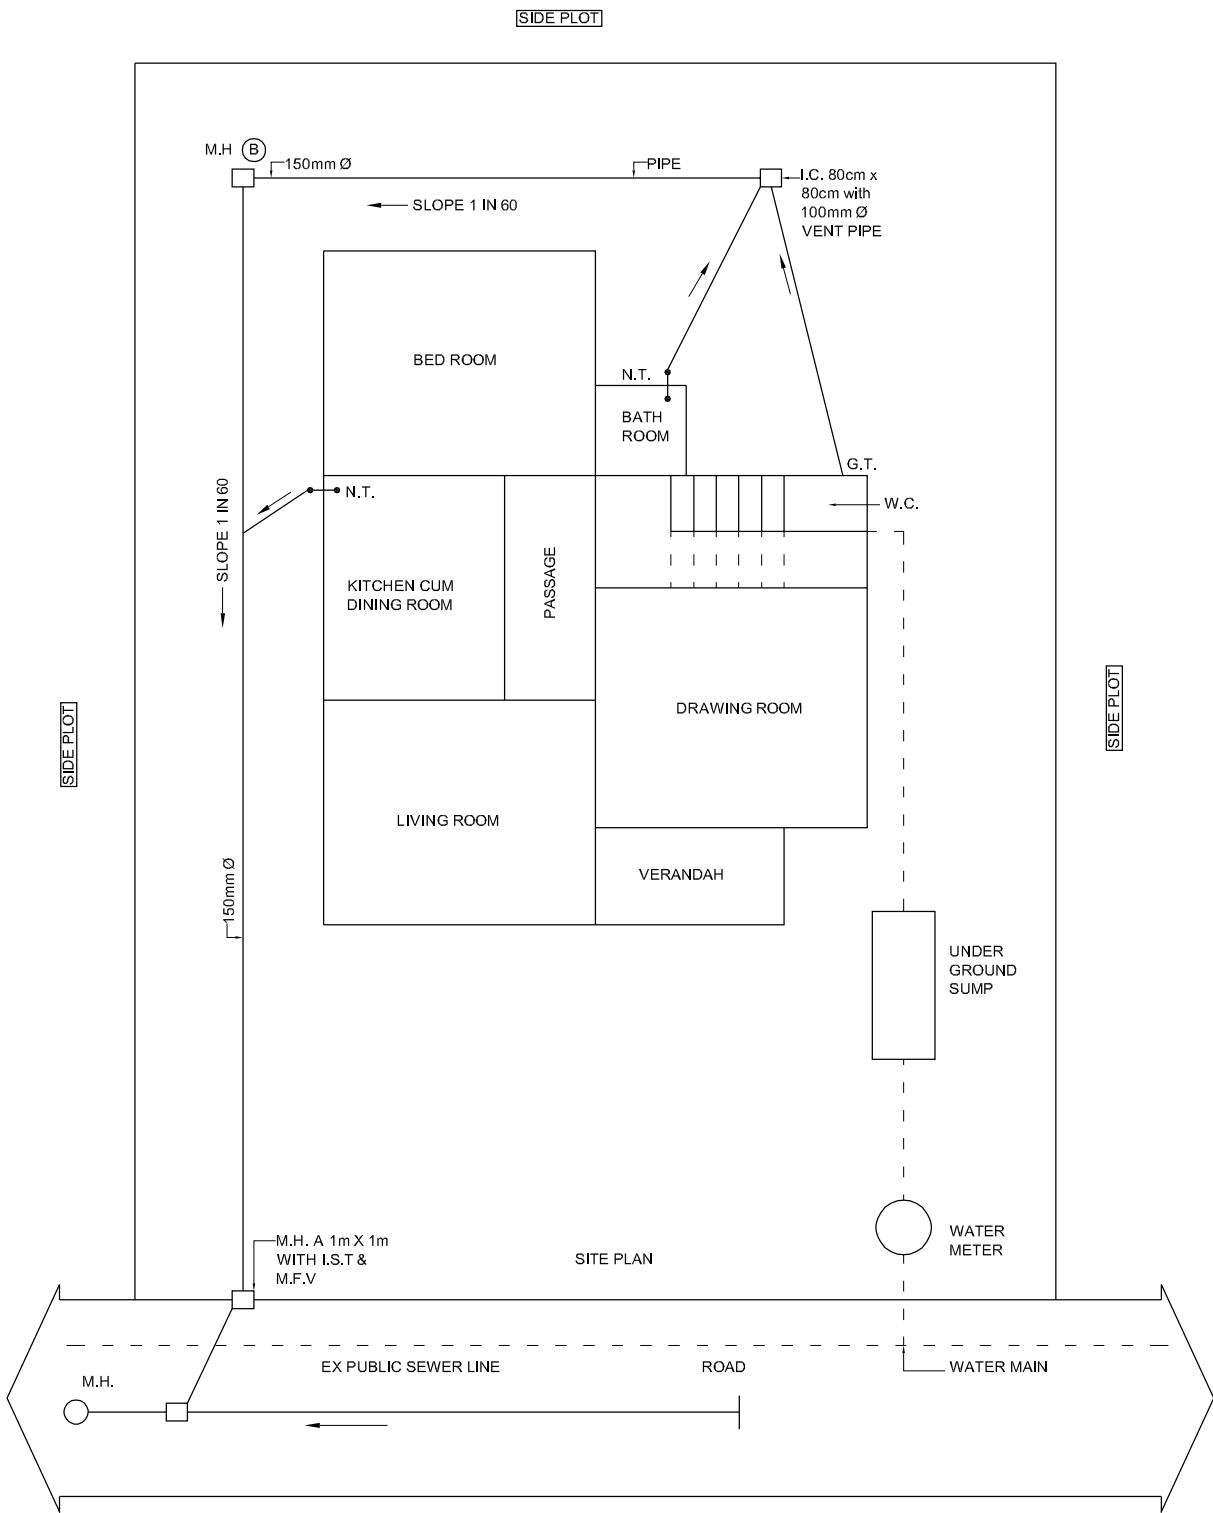 SIDE PLOT
M.H B
150mm Ø
PIPE
I.C. 80cm x
80cm with
100mm Ø
VENT PIPE
SLOPE 1 IN 60
BED ROOM
N.T.
BATH
ROOM
G.T.
W.C.
N.T.
SLOPE 1 IN 60
KITCHEN CUM
DINING ROOM
PASSAGE
DRAWING ROOM
SIDE PLOT
SIDE PLOT
LIVING ROOM
VERANDAH
150mm Ø
UNDER
GROUND
SUMP
M.H. A 1m X 1m
WITH I.S.T &
M.F.V
SITE PLAN
WATER
METER
EX PUBLIC SEWER LINE
ROAD
WATER MAIN
M.H.